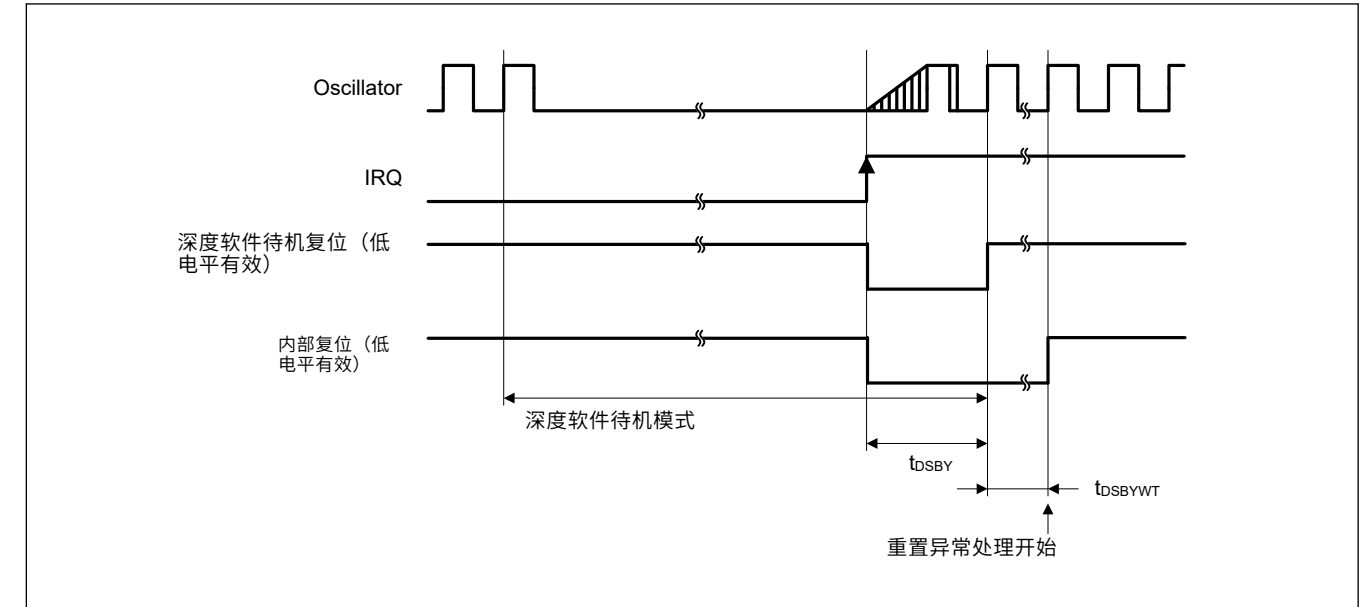 Oscillator
IRQ
深度软件待机复位（低
电平有效）
内部复位（低
电平有效）
深度软件待机模式
tDSBY
tDSBYWT
重置异常处理开始